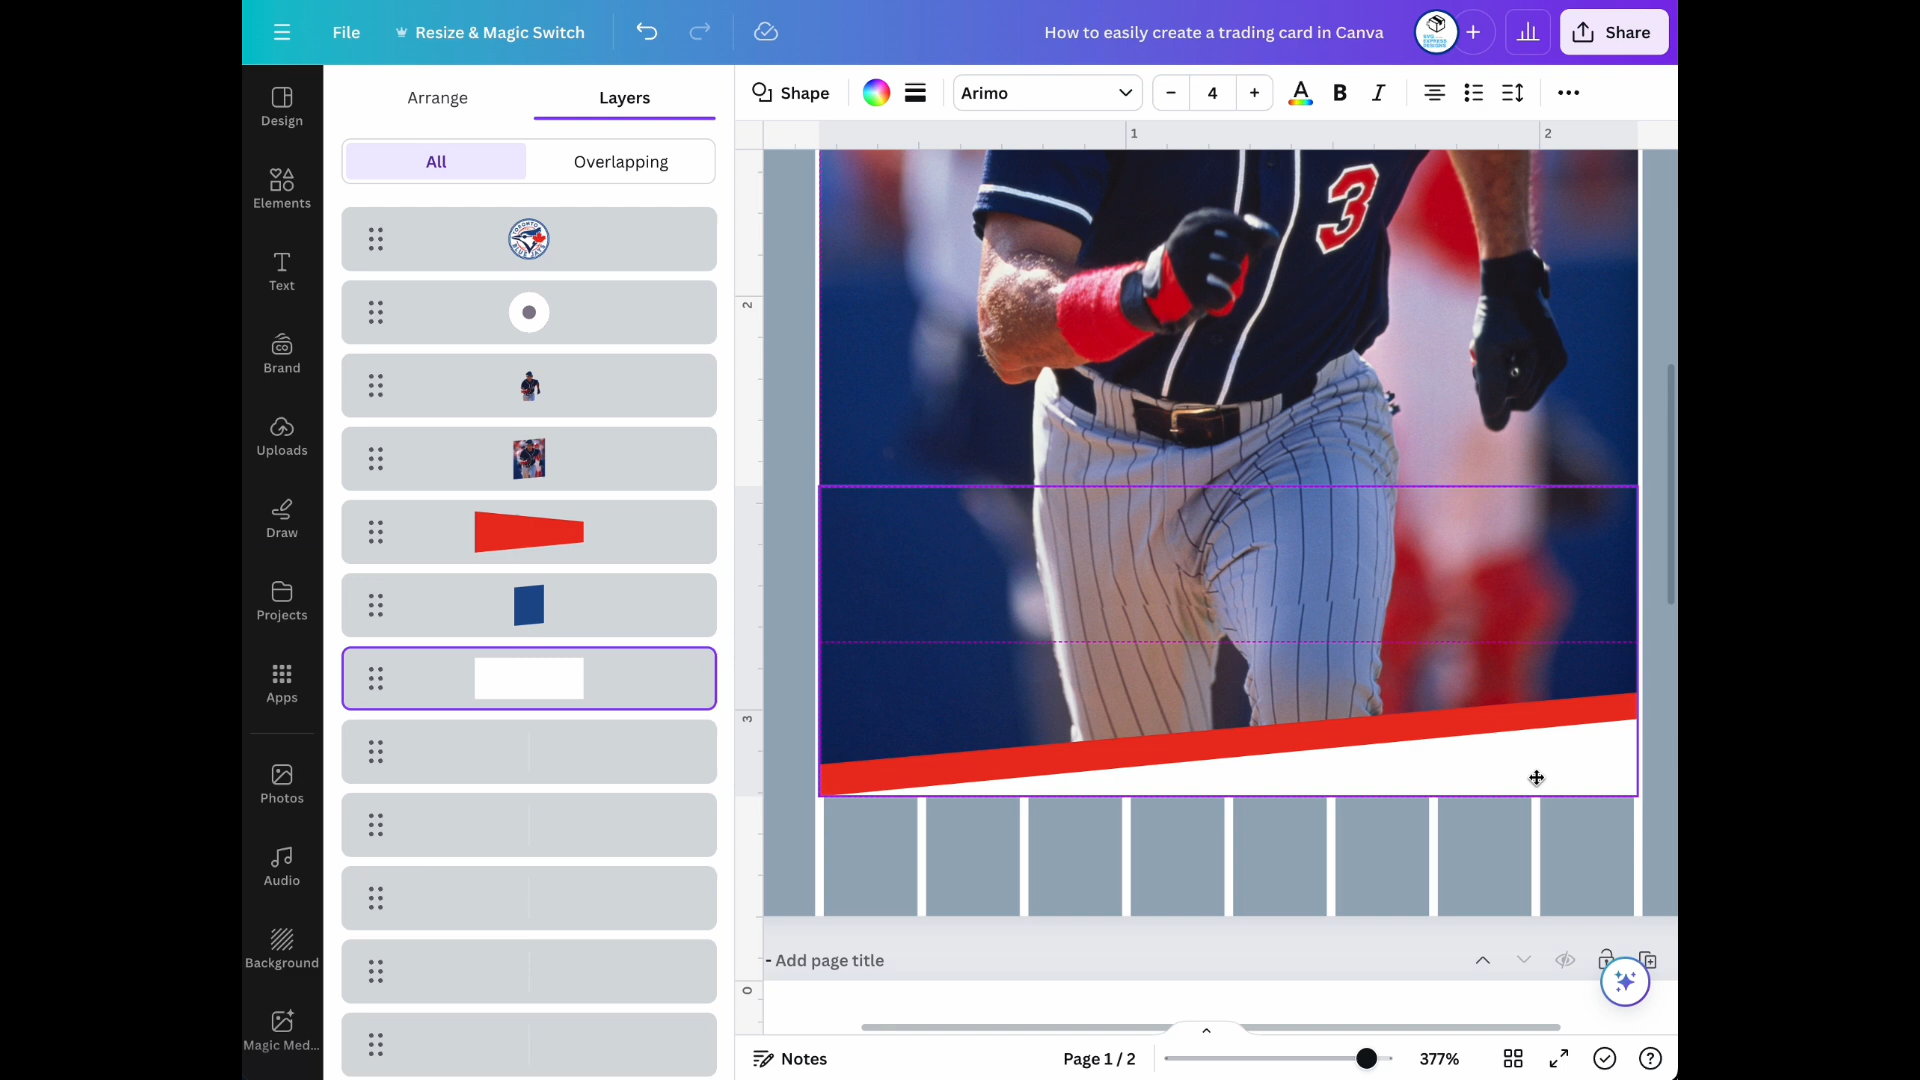 File
Resize & Magic Switch
How to easily create a trading card in Canva
Share
Design
Elements
Text
Brand
Uploads
Draw
Projects
Apps
Photos
Audio
Background
Magic Med...
Arrange
Layers
All
Overlapping
Shape
Arimo
− 4 +
A B I
1
2
2
3
0
3
- Add page title
Notes
Page 1 / 2
377%